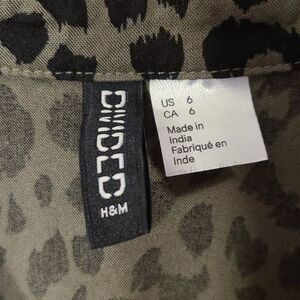 DIVIDED
H&M
US 6
CA 6
Made in
India
Fabriqué en
Inde